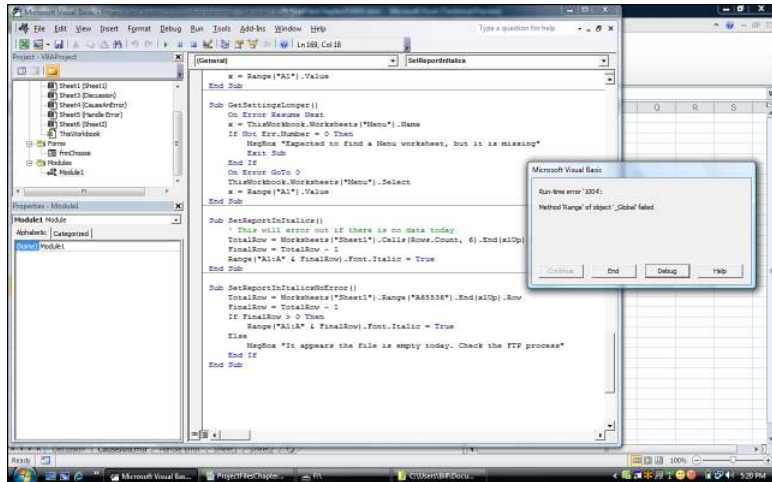 Microsoft Visual Basic
File Edit View Insert Format Debug Run Tools Add-Ins Window Help
Type a question for help
Ln 169, Col 18
Project - VBAProject
Sheet1 (Sheet1)
Sheet3 (Discussion)
Sheet4 (CauseAnError)
Sheet5 (Handle Error)
Sheet6 (Sheet2)
ThisWorkbook
Forms
frmChoose
Modules
Module1
Properties - Module1
Module1 Module
Alphabetic Categorized
(Name) Module1
(General)
SetReportInItalics
x = Range("A1").Value
End Sub
Sub GetSettingsLonger()
On Error Resume Next
x = ThisWorkbook.Worksheets("Menu").Name
If Not Err.Number = 0 Then
MsgBox "Expected to find a Menu worksheet, but it is missing"
Exit Sub
End If
On Error GoTo 0
ThisWorkbook.Worksheets("Menu").Select
x = Range("A1").Value
End Sub
Sub SetReportInItalics()
' This will error out if there is no data today
TotalRow = Worksheets("Sheet1").Cells(Rows.Count, 6).End(xlUp)
FinalRow = TotalRow - 1
Range("A1:A" & FinalRow).Font.Italic = True
End Sub
Sub SetReportInItalicsNoError()
TotalRow = Worksheets("Sheet1").Range("A65536").End(xlUp).Row
FinalRow = TotalRow - 1
If FinalRow > 0 Then
Range("A1:A" & FinalRow).Font.Italic = True
Else
MsgBox "It appears the file is empty today. Check the FTP process"
End If
End Sub
Microsoft Visual Basic
Run-time error '1004':
Method 'Range' of object '_Global' failed
Continue End Debug Help
Q R S
Ready
100%
Microsoft Visual Bas... ProjectFilesChapter... F:\ C:\Users\Bill\Docu... 5:20 PM